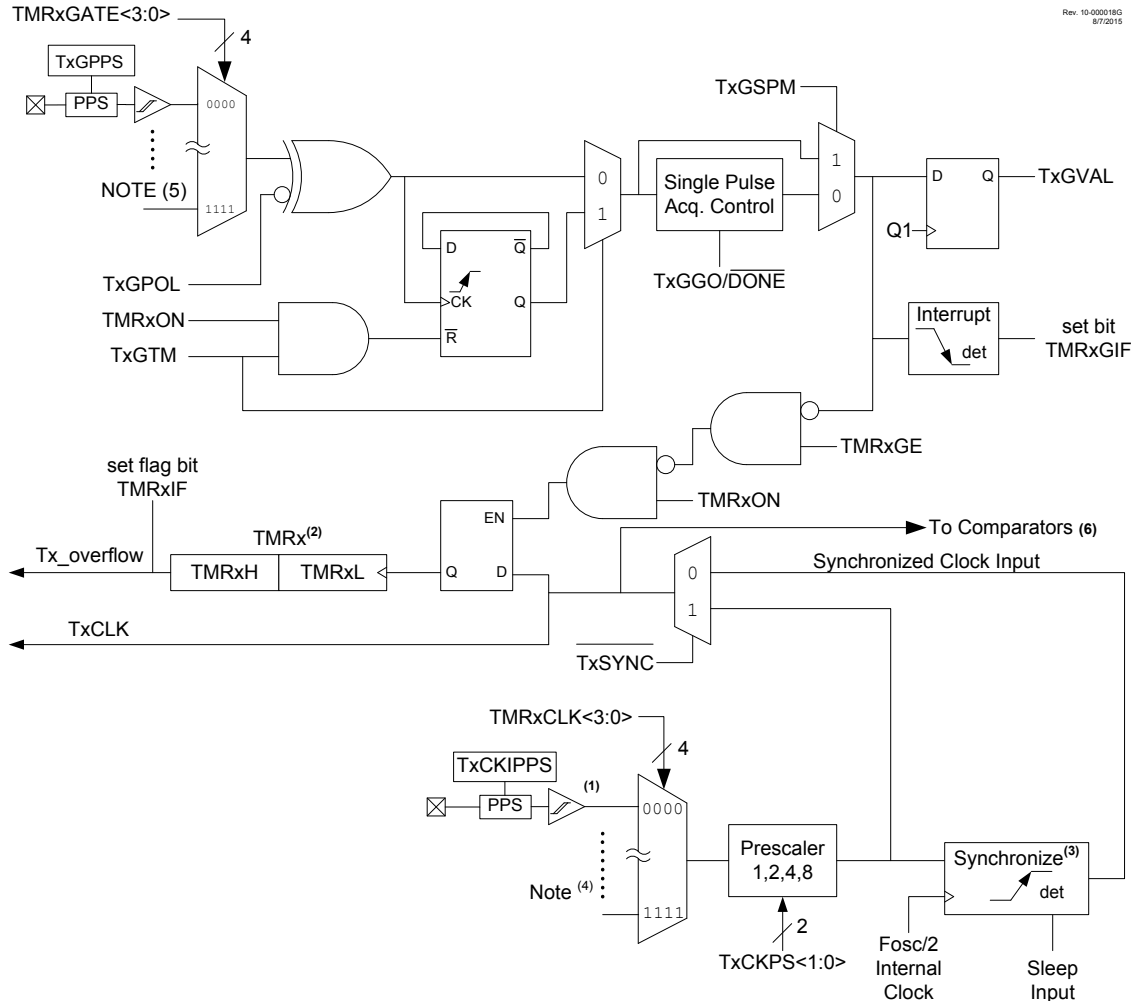 Rev. 10-000018G
8/7/2015
TMRxGATE<3:0>
4
TxGPPS
PPS
0000
NOTE (5)
1111
TxGPOL
TMRxON
TxGTM
D
Q
CK
Q
R
0
1
Single Pulse
Acq. Control
TxGGO/DONE
TxGSPM
1
0
D
Q
Q1
TxGVAL
Interrupt
det
set bit
TMRxGIF
TMRxGE
TMRxON
set flag bit
TMRxIF
Tx_overflow
TMRx(2)
TMRxH
TMRxL
EN
Q
D
TxCLK
To Comparators (6)
Synchronized Clock Input
0
1
TxSYNC
TMRxCLK<3:0>
4
TxCKIPPS
PPS
(1)
0000
Note (4)
1111
Prescaler
1,2,4,8
2
TxCKPS<1:0>
Synchronize(3)
det
Fosc/2
Internal
Clock
Sleep
Input